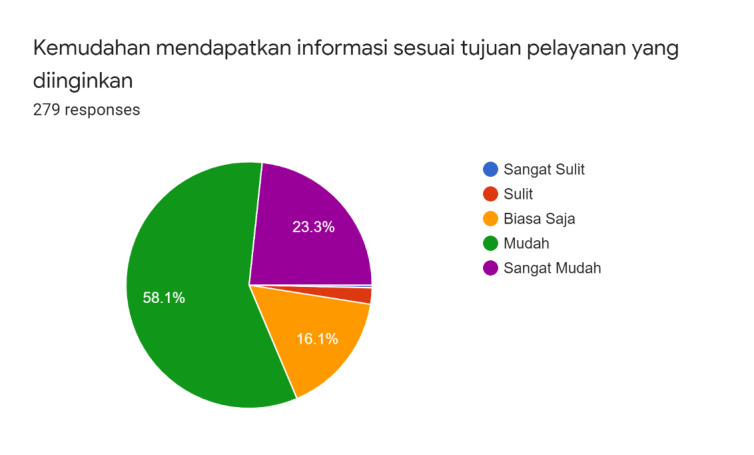 Kemudahan mendapatkan informasi sesuai tujuan pelayanan yang
diinginkan
279 responses
Sangat Sulit
Sulit
Biasa Saja
Mudah
Sangat Mudah
23.3%
58.1%
16.1%